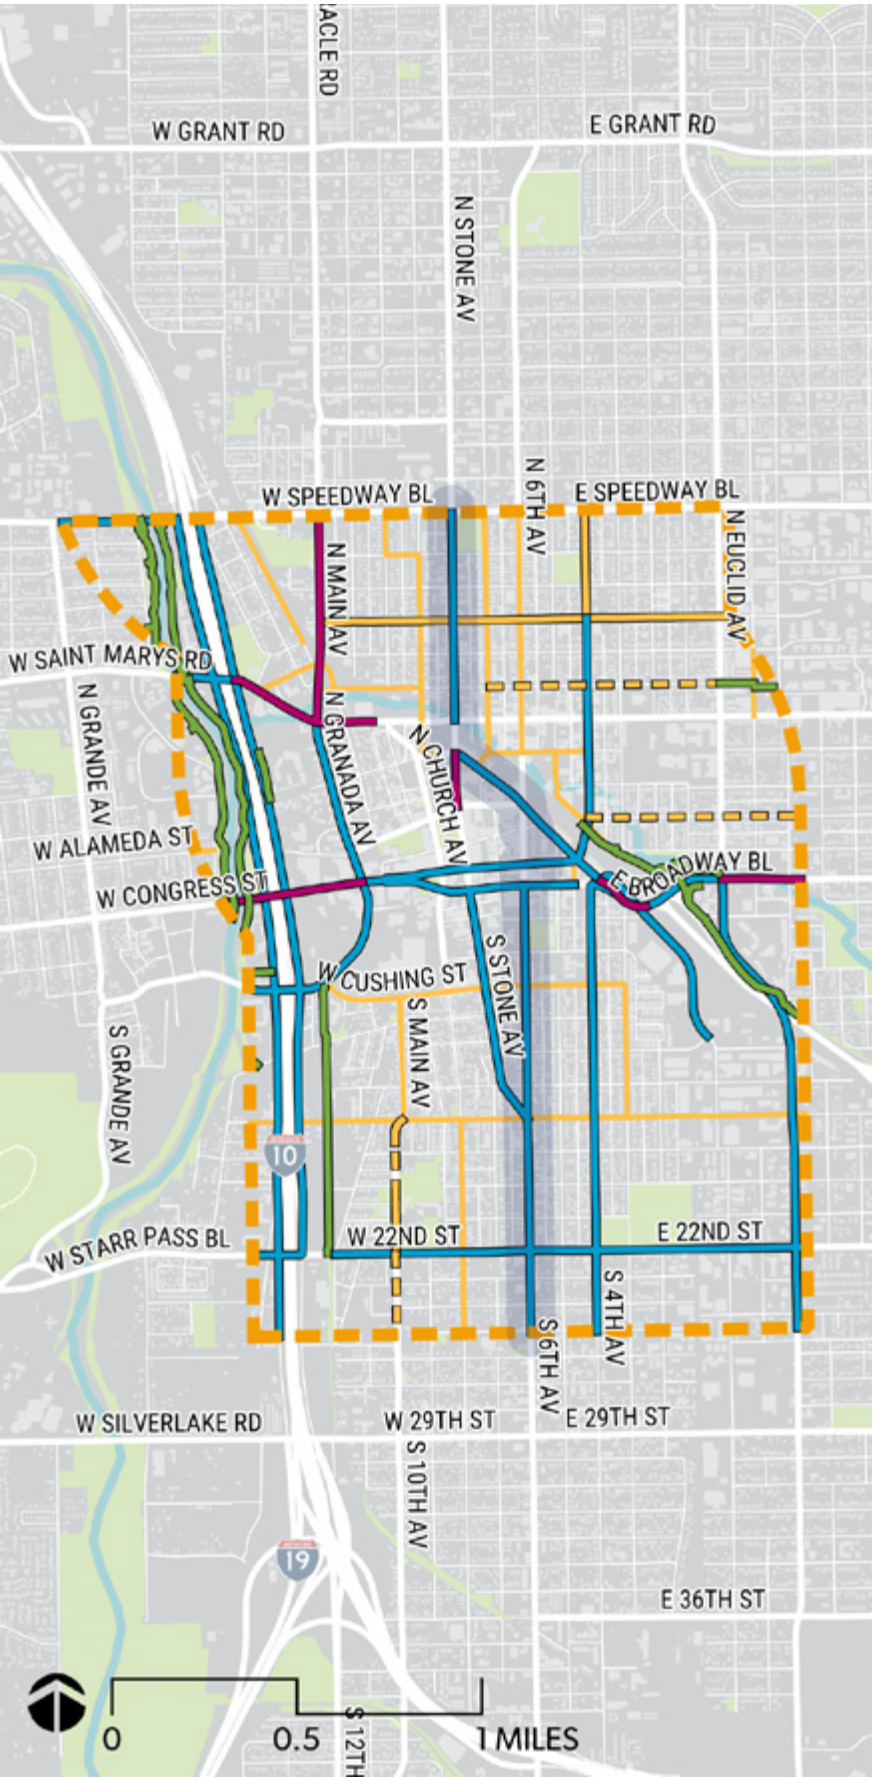 ACLE RD
W GRANT RD
E GRANT RD
N STONE AV
N 6TH AV
W SPEEDWAY BL
E SPEEDWAY BL
N EUCLID AV
N MAIN AV
W SAINT MARYS RD
N GRANDE AV
N GRANADA AV
N CHURCH AV
W ALAMEDA ST
E BROADWAY BL
W CONGRESS ST
W CUSHING ST
S STONE AV
S MAIN AV
S GRANDE AV
10
W STARR PASS BL
W 22ND ST
E 22ND ST
S 4TH AV
S 6TH AV
W SILVERLAKE RD
W 29TH ST
E 29TH ST
S 10TH AV
19
E 36TH ST
S 12TH
0
0.5
1 MILES